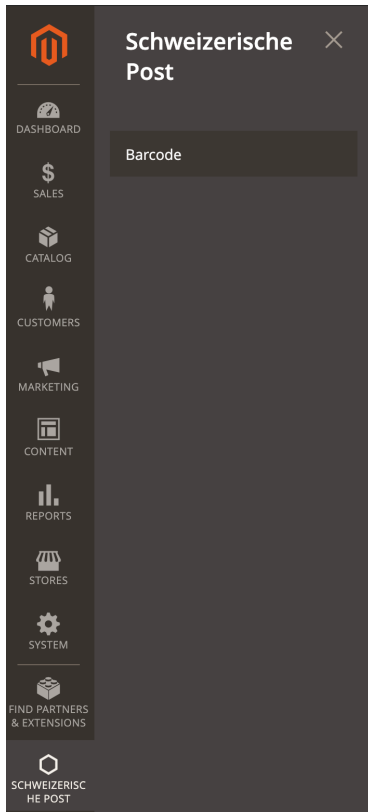 Schweizerische
Post
Barcode
DASHBOARD
$
SALES
CATALOG
CUSTOMERS
MARKETING
CONTENT
REPORTS
STORES
SYSTEM
FIND PARTNERS
& EXTENSIONS
SCHWEIZERISC
HE POST